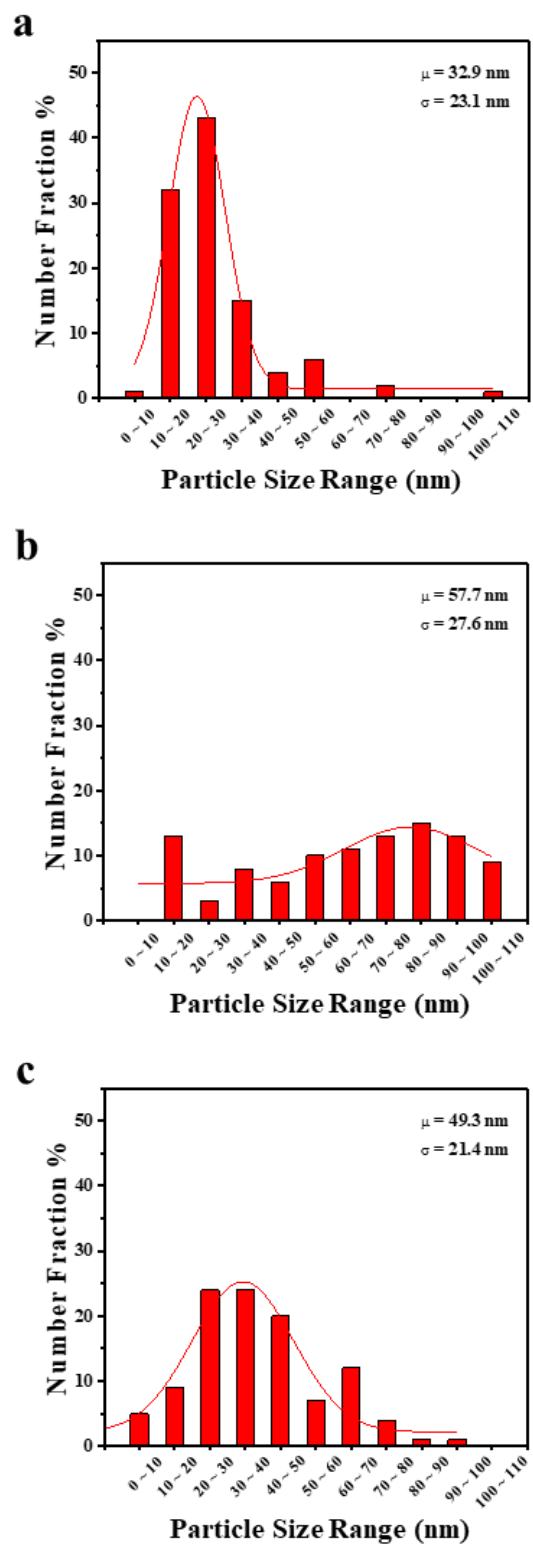 a
μ = 32.9 nm
σ = 23.1 nm
Number Fraction %
50
40
30
20
10
0
0 ~ 10
10 ~ 20
20 ~ 30
30 ~ 40
40 ~ 50
50 ~ 60
60 ~ 70
70 ~ 80
80 ~ 90
90 ~ 100
100 ~ 110
Particle Size Range (nm)
b
μ = 57.7 nm
σ = 27.6 nm
Number Fraction %
50
40
30
20
10
0
0 ~ 10
10 ~ 20
20 ~ 30
30 ~ 40
40 ~ 50
50 ~ 60
60 ~ 70
70 ~ 80
80 ~ 90
90 ~ 100
100 ~ 110
Particle Size Range (nm)
c
μ = 49.3 nm
σ = 21.4 nm
Number Fraction %
50
40
30
20
10
0
0 ~ 10
10 ~ 20
20 ~ 30
30 ~ 40
40 ~ 50
50 ~ 60
60 ~ 70
70 ~ 80
80 ~ 90
90 ~ 100
100 ~ 110
Particle Size Range (nm)